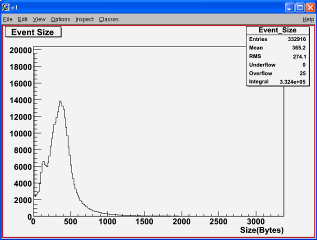 c1
File Edit View Options Inspect Classes Help
Event Size
Event_Size
Entries 332916
Mean 365.2
RMS 274.1
Underflow 0
Overflow 25
Integral 3.324e+05
20000
18000
16000
14000
12000
10000
8000
6000
4000
2000
0
0 500 1000 1500 2000 2500 3000
Size(Bytes)